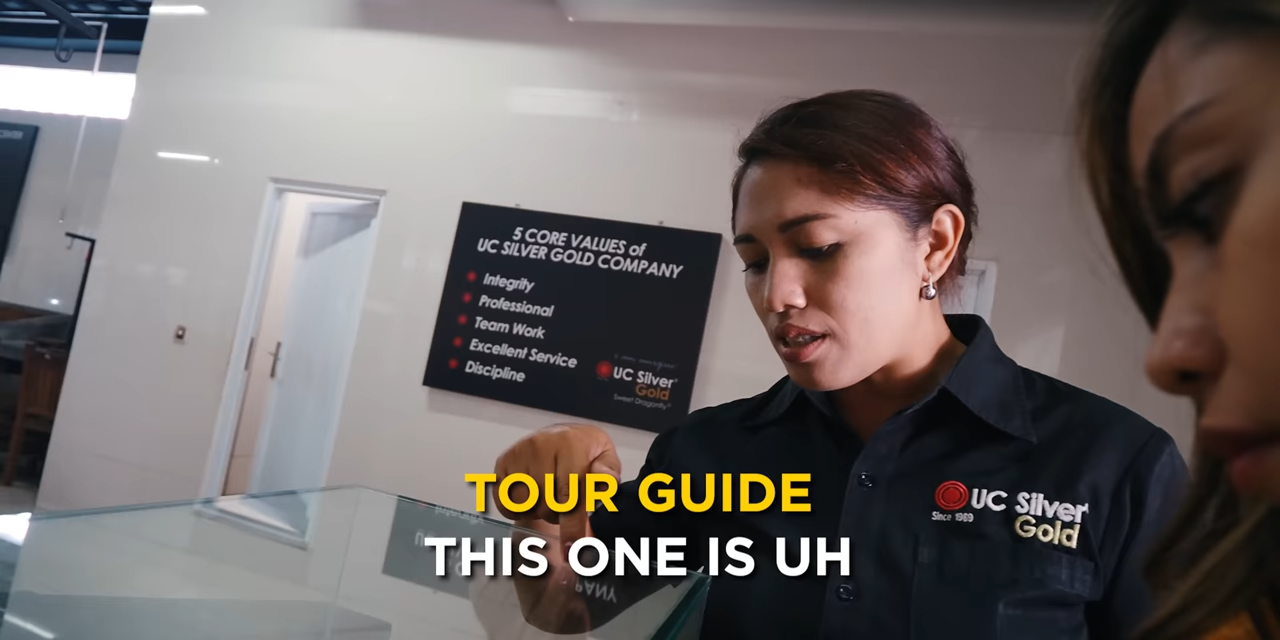 CENTER
5 CORE VALUES of
UC SILVER GOLD COMPANY
Integrity
Professional
Team Work
Excellent Service
Discipline
UC Silver
Gold
Sweet Dragonfly
UC Silver
Gold
Since 1989
TOUR GUIDE
THIS ONE IS UH